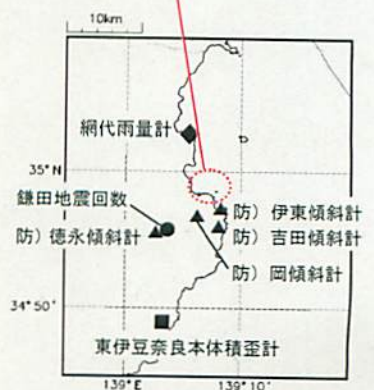 10km
網代雨量計
35°N
鎌田地震回数
防）伊東傾斜計
防）徳永傾斜計
防）吉田傾斜計
防）岡傾斜計
34°50'
東伊豆奈良本体積歪計
139°E
139°10'